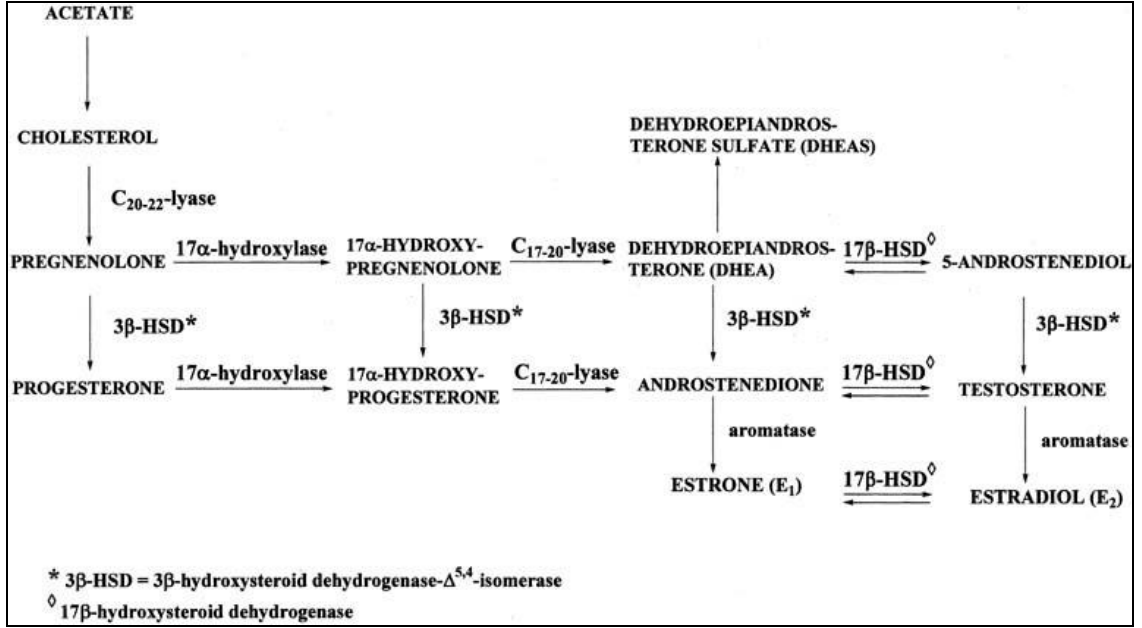 ACETATE
CHOLESTEROL
DEHYDROEPIANDROS-
TERONE SULFATE (DHEAS)
C20-22-lyase
PREGNENOLONE
17α-hydroxylase
17α-HYDROXY-
PREGNENOLONE
C17-20-lyase
DEHYDROEPIANDROS-
TERONE (DHEA)
17β-HSD◊
5-ANDROSTENEDIOL
3β-HSD*
3β-HSD*
3β-HSD*
3β-HSD*
PROGESTERONE
17α-hydroxylase
17α-HYDROXY-
PROGESTERONE
C17-20-lyase
ANDROSTENEDIONE
17β-HSD◊
TESTOSTERONE
aromatase
aromatase
ESTRONE (E1)
17β-HSD◊
ESTRADIOL (E2)
* 3β-HSD = 3β-hydroxysteroid dehydrogenase-Δ5,4-isomerase
◊ 17β-hydroxysteroid dehydrogenase